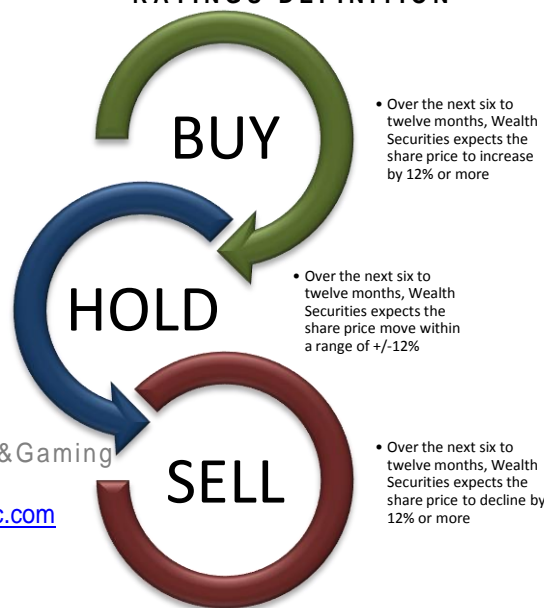 RATINGS DEFINITION
BUY
• Over the next six to
twelve months, Wealth
Securities expects the
share price to increase
by 12% or more
HOLD
• Over the next six to
twelve months, Wealth
Securities expects the
share price move within
a range of +/-12%
&Gaming
c.com
SELL
• Over the next six to
twelve months, Wealth
Securities expects the
share price to decline by
12% or more